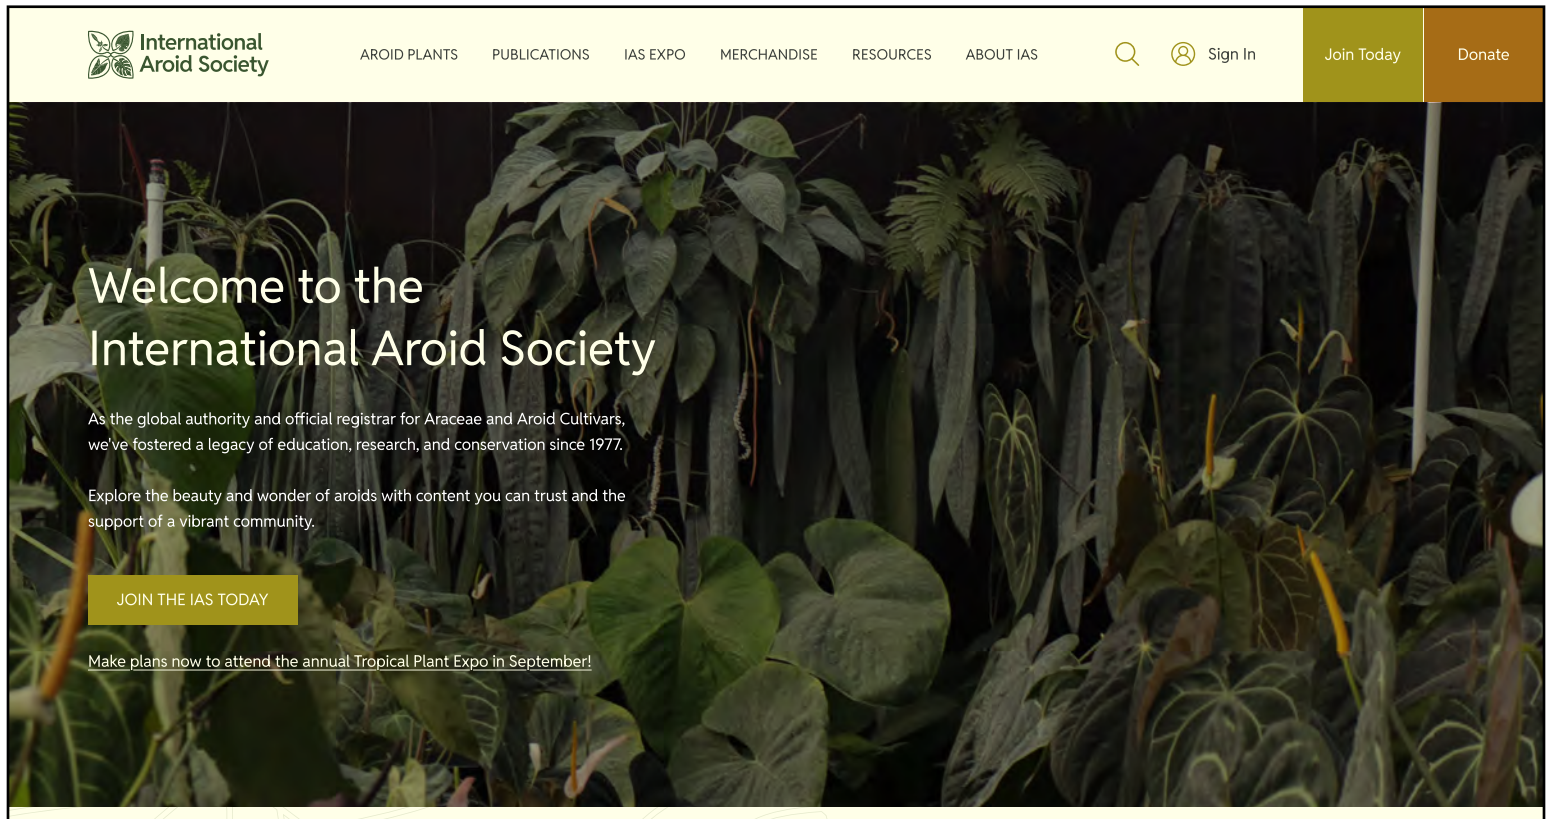 International
Aroid Society
AROID PLANTS
PUBLICATIONS
IAS EXPO
MERCHANDISE
RESOURCES
ABOUT IAS
Sign In
Join Today
Donate
Welcome to the
International Aroid Society
As the global authority and official registrar for Araceae and Aroid Cultivars,
we've fostered a legacy of education, research, and conservation since 1977.
Explore the beauty and wonder of aroids with content you can trust and the
support of a vibrant community.
JOIN THE IAS TODAY
Make plans now to attend the annual Tropical Plant Expo in September!